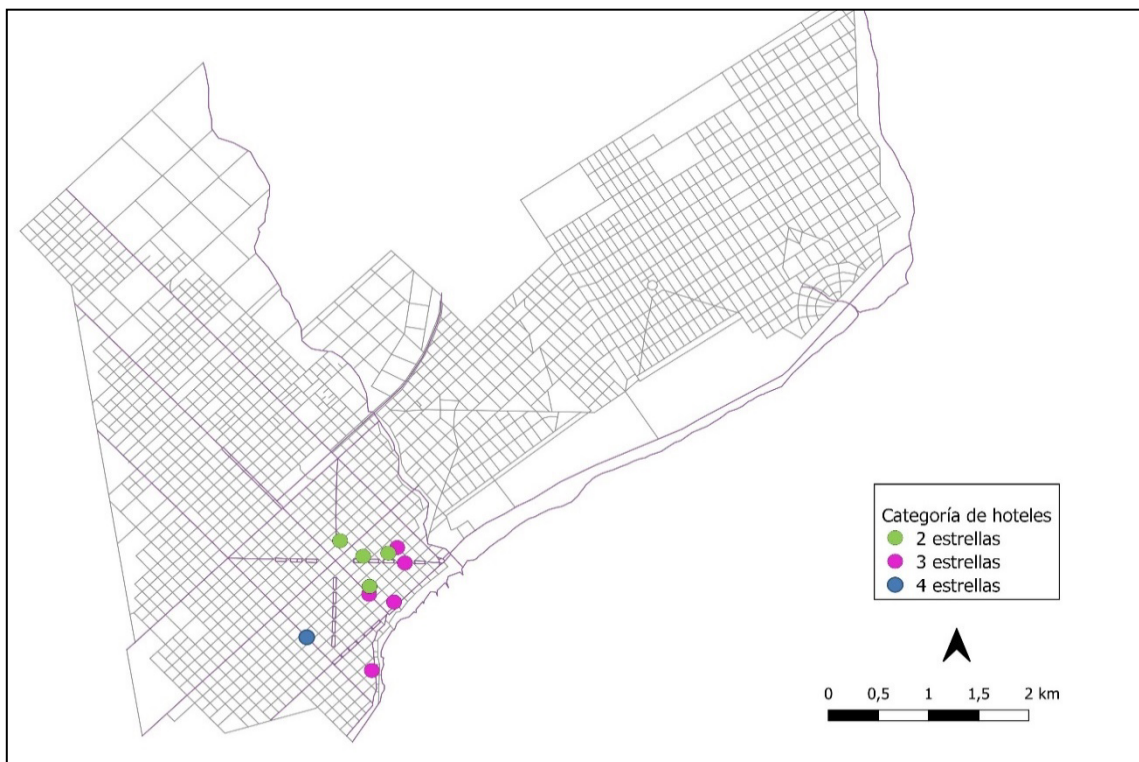 Categoría de hoteles
2 estrellas
3 estrellas
4 estrellas
0 0,5 1 1,5 2 km